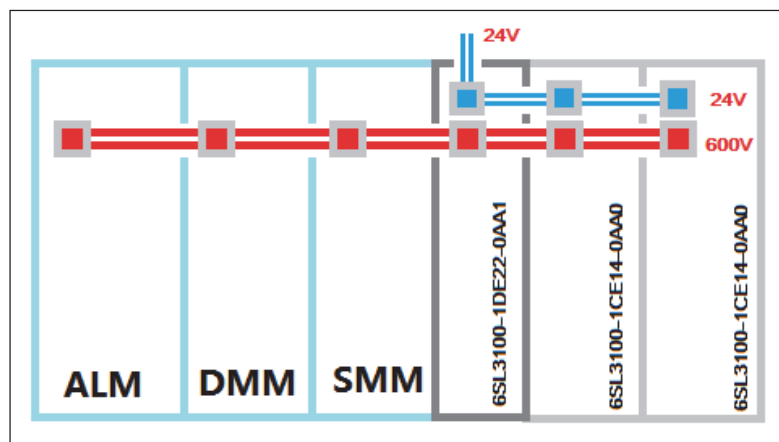 24V
24V
600V
6SL3100-1DE22-0AA1
6SL3100-1CE14-0AA0
6SL3100-1CE14-0AA0
ALM
DMM
SMM